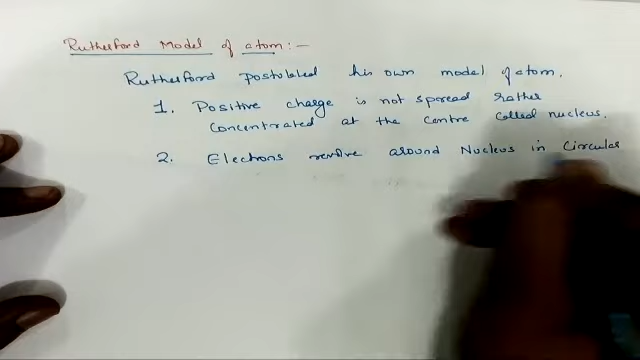 Rutherford Model of atom:-
Rutherford postulated his own model of atom.
1. Positive charge is not spread rather
concentrated at the centre called nucleus.
2. Electrons revolve around Nucleus in Circular